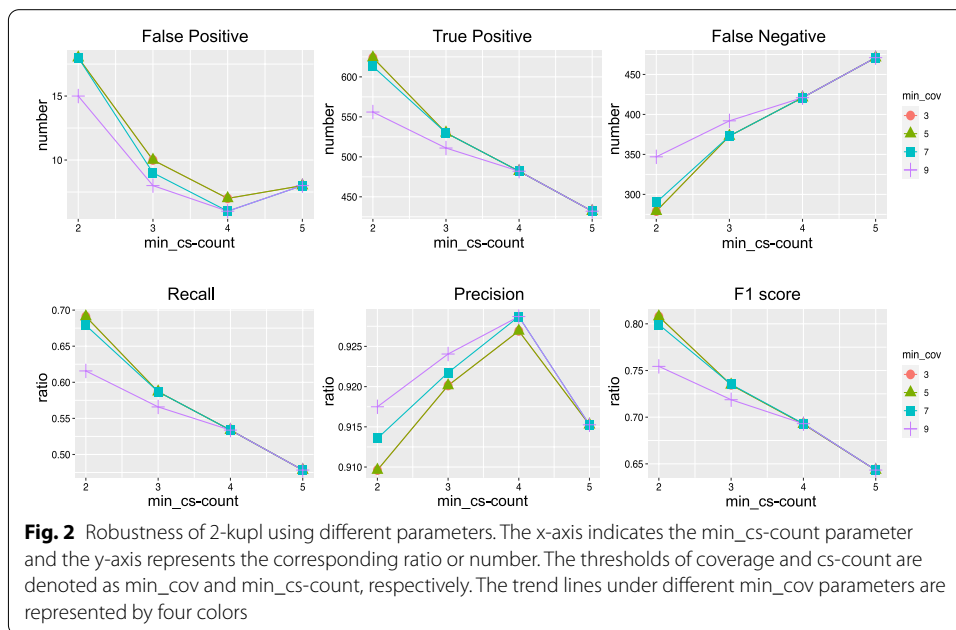 False Positive
True Positive
False Negative
number
15
10
2
3
4
5
min_cs-count
number
600
550
500
450
2
3
4
5
min_cs-count
number
450
400
350
300
2
3
4
5
min_cs-count
min_cov
3
5
7
9
Recall
Precision
F1 score
ratio
0.70
0.65
0.60
0.55
0.50
2
3
4
5
min_cs-count
ratio
0.925
0.920
0.915
0.910
2
3
4
5
min_cs-count
ratio
0.80
0.75
0.70
0.65
2
3
4
5
min_cs-count
min_cov
3
5
7
9
Fig. 2 Robustness of 2-kupl using different parameters. The x-axis indicates the min_cs-count parameter
and the y-axis represents the corresponding ratio or number. The thresholds of coverage and cs-count are
denoted as min_cov and min_cs-count, respectively. The trend lines under different min_cov parameters are
represented by four colors